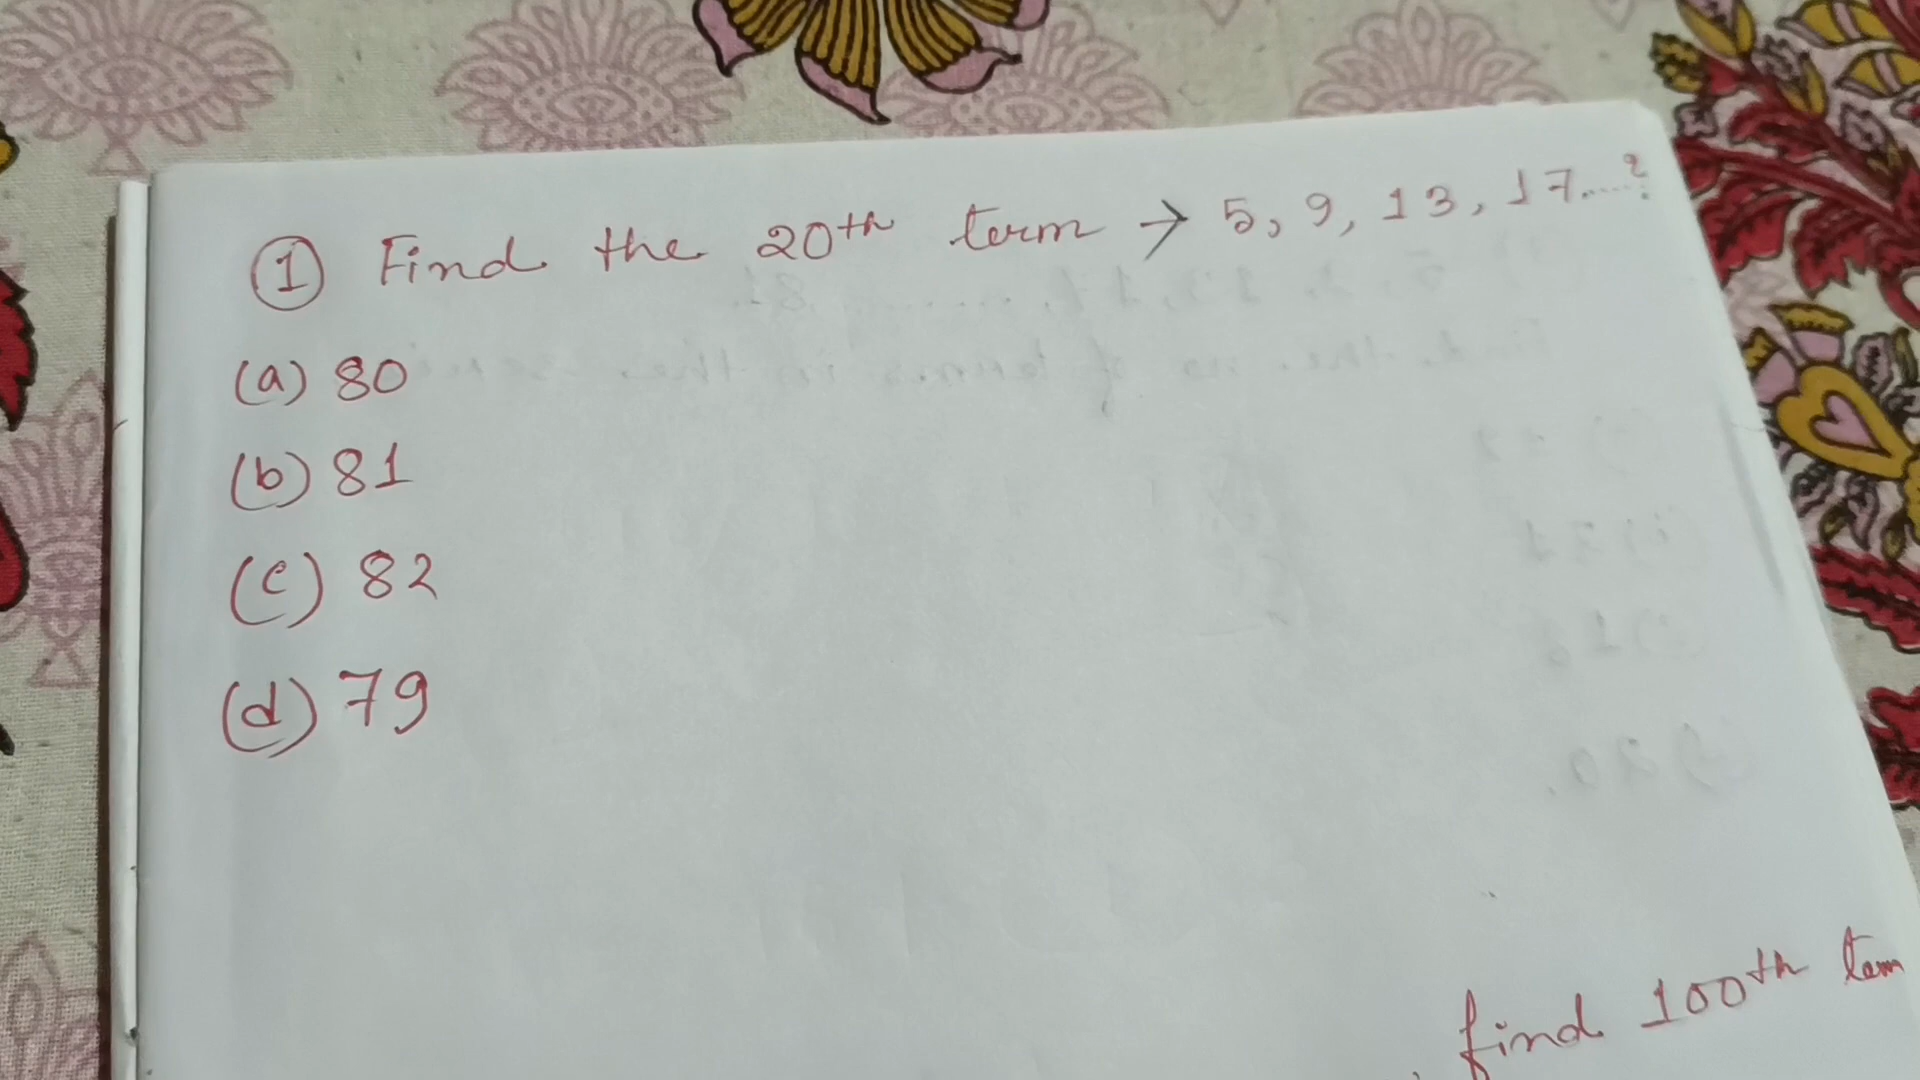 ① Find the 20th term → 5, 9, 13, 17.....?
(a) 80
(b) 81
(c) 82
(d) 79
find 100th term